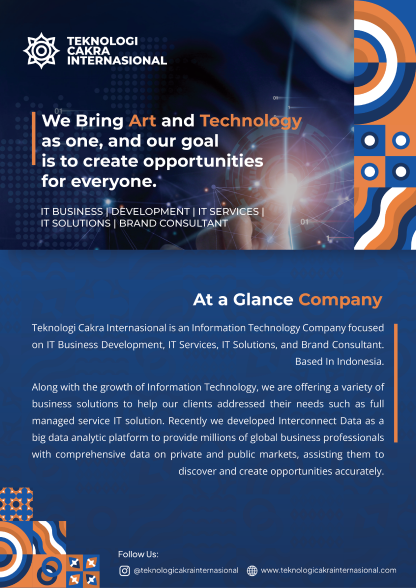 TEKNOLOGI
CAKRA
INTERNASIONAL
We Bring Art and Technology
as one, and our goal
is to create opportunities
for everyone.
IT BUSINESS | DEVELOPMENT | IT SERVICES |
IT SOLUTIONS | BRAND CONSULTANT
At a Glance Company
Teknologi Cakra Internasional is an Information Technology Company focused
on IT Business Development, IT Services, IT Solutions, and Brand Consultant.
Based In Indonesia.
Along with the growth of Information Technology, we are offering a variety of
business solutions to help our clients addressed their needs such as full
managed service IT solution. Recently we developed Interconnect Data as a
big data analytic platform to provide millions of global business professionals
with comprehensive data on private and public markets, assisting them to
discover and create opportunities accurately.
Follow Us:
@teknologicakrainternasional
www.teknologicakrainternasional.com